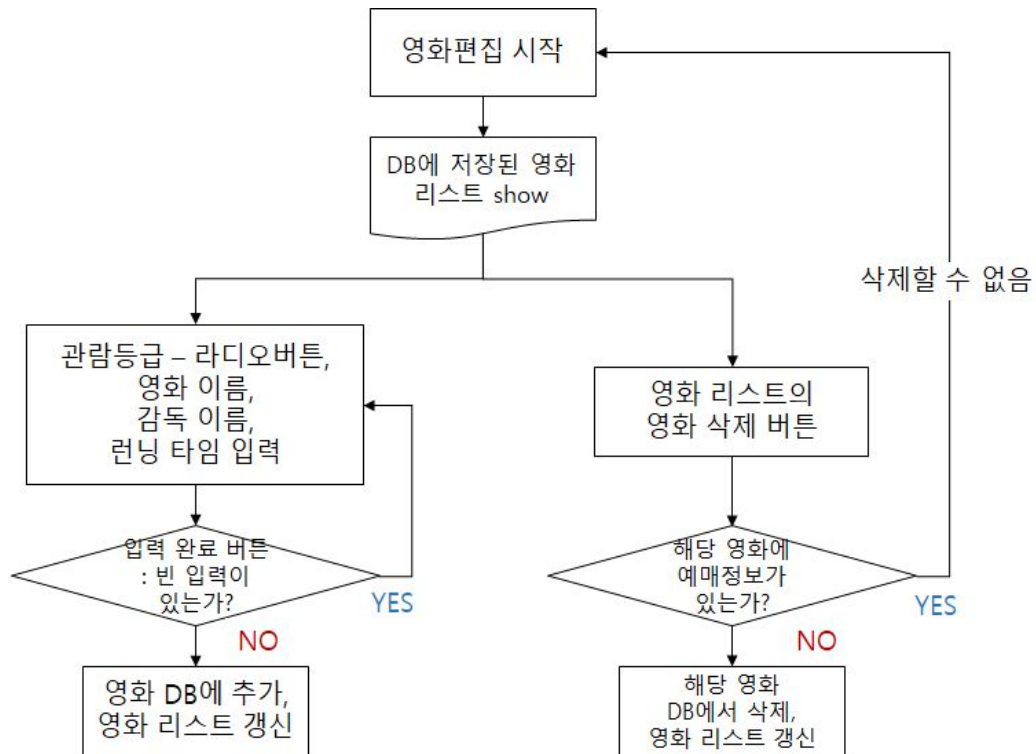 영화편집 시작
DB에 저장된 영화
리스트 show
삭제할 수 없음
관람등급 – 라디오버튼,
영화 이름,
감독 이름,
런닝 타임 입력
영화 리스트의
영화 삭제 버튼
입력 완료 버튼
: 빈 입력이
있는가?
YES
NO
해당 영화에
예매정보가
있는가?
YES
NO
영화 DB에 추가,
영화 리스트 갱신
해당 영화
DB에서 삭제,
영화 리스트 갱신